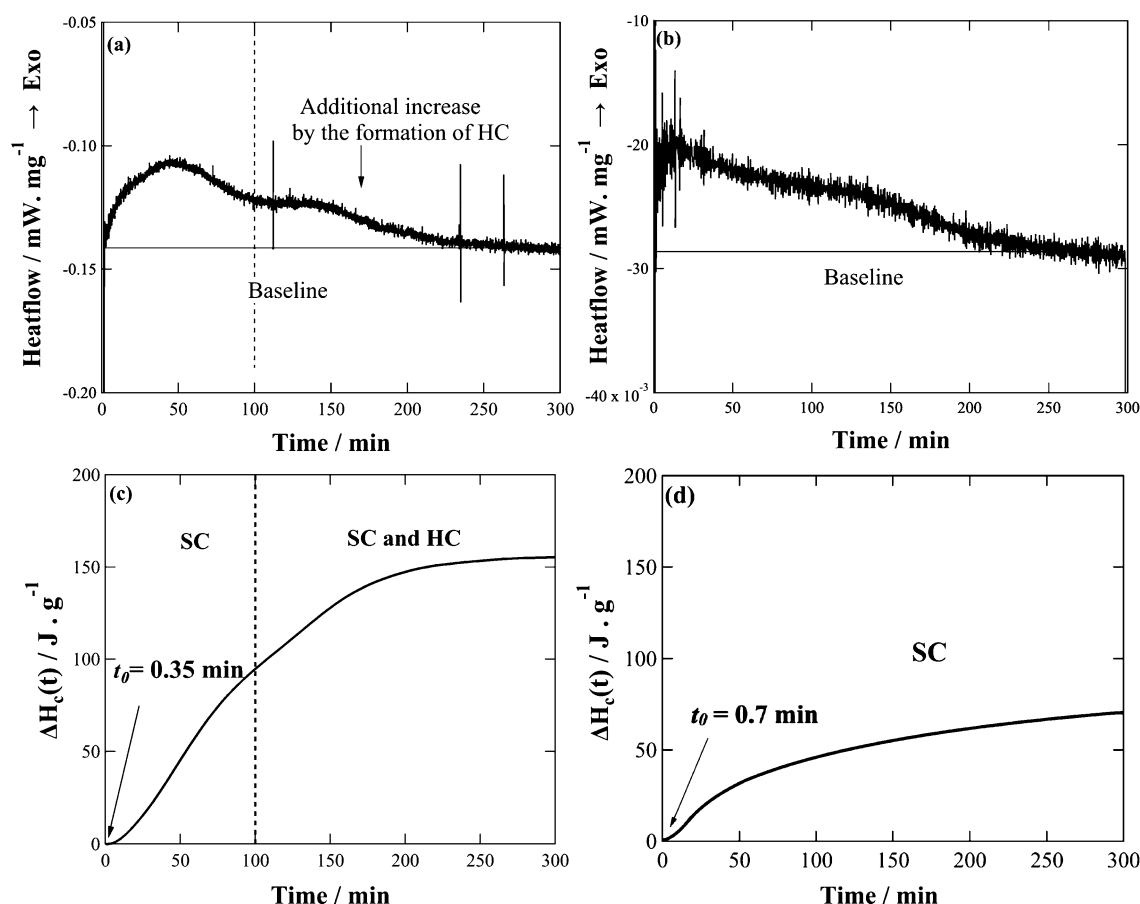 (a)
Heatflow / mW. mg-1 → Exo
-0.05
-0.10
-0.15
-0.20
Additional increase
by the formation of HC
Baseline
0 50 100 150 200 250 300
Time / min
(b)
Heatflow / mW. mg-1 → Exo
-10
-20
-30
-40 x 10-3
Baseline
0 50 100 150 200 250 300
Time / min
(c)
ΔHc(t) / J . g-1
200
150
100
50
0
SC
SC and HC
t0= 0.35 min
0 50 100 150 200 250 300
Time / min
(d)
ΔHc(t) / J . g-1
200
150
100
50
0
SC
t0 = 0.7 min
0 50 100 150 200 250 300
Time / min